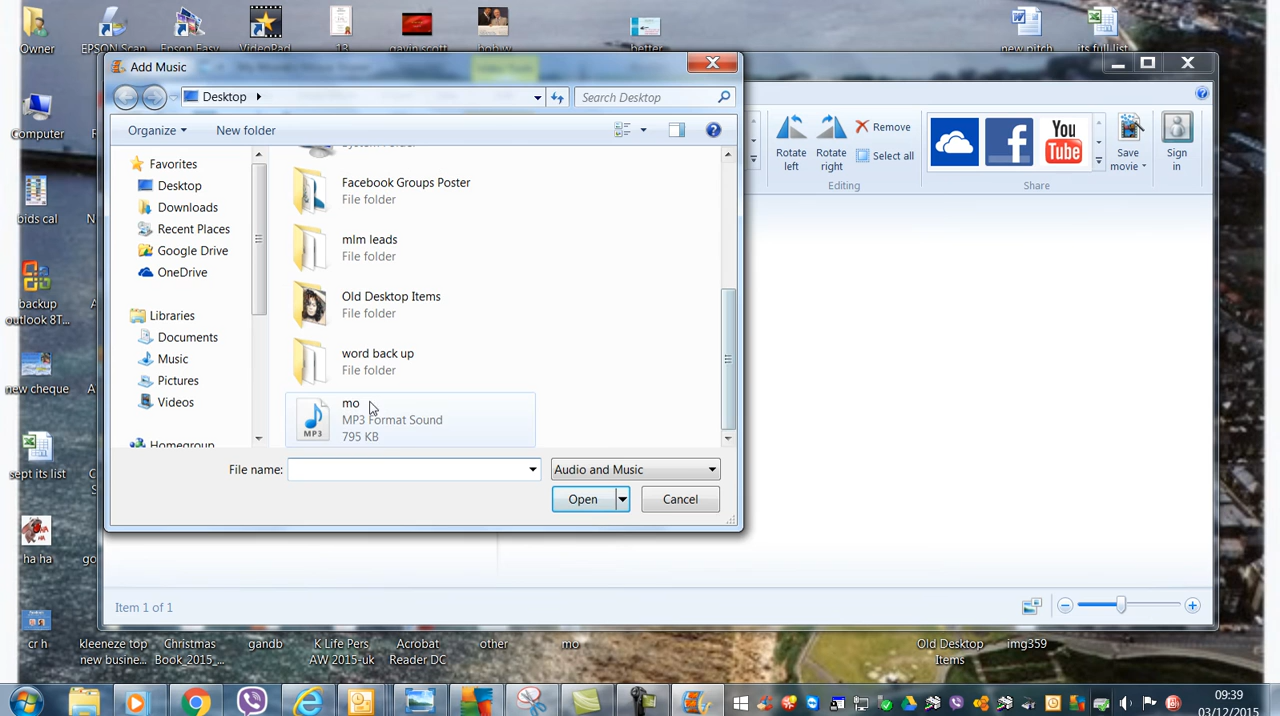 Owner
EPSON Scan
Epson Easy
VideoPad
13
gavin scott
better
new pitch
its full list
Add Music
Desktop
Search Desktop
Organize
New folder
Computer
bids cal
backup
outlook 8T...
new cheque
sept its list
ha ha
cr h
Favorites
Desktop
Downloads
Recent Places
Google Drive
OneDrive
Libraries
Documents
Music
Pictures
Videos
Homegroup
Facebook Groups Poster
File folder
mlm leads
File folder
Old Desktop Items
File folder
word back up
File folder
mo
MP3 Format Sound
795 KB
MP3
File name:
Audio and Music
Open
Cancel
Rotate
left
Rotate
right
Remove
Select all
Editing
You
Tube
Share
Save
movie
Sign
in
Item 1 of 1
kleeneze top
new busine...
Christmas
Book_2015_...
gandb
K Life Pers
AW 2015-uk
Acrobat
Reader DC
other
mo
Old Desktop
Items
img359
09:39
03/12/2015